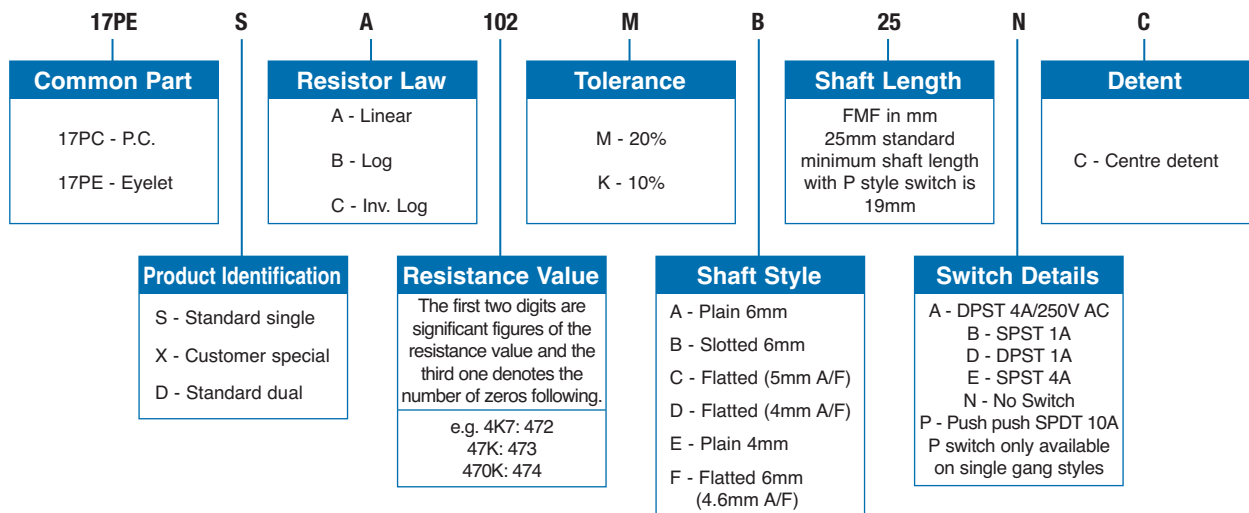 17PE S A 102 M B 25 N C
Common Part
17PC - P.C.
17PE - Eyelet
Resistor Law
A - Linear
B - Log
C - Inv. Log
Tolerance
M - 20%
K - 10%
Shaft Length
FMF in mm
25mm standard
minimum shaft length
with P style switch is
19mm
Detent
C - Centre detent
Product Identification
S - Standard single
X - Customer special
D - Standard dual
Resistance Value
The first two digits are
significant figures of the
resistance value and the
third one denotes the
number of zeros following.
e.g. 4K7: 472
47K: 473
470K: 474
Shaft Style
A - Plain 6mm
B - Slotted 6mm
C - Flatted (5mm A/F)
D - Flatted (4mm A/F)
E - Plain 4mm
F - Flatted 6mm
(4.6mm A/F)
Switch Details
A - DPST 4A/250V AC
B - SPST 1A
D - DPST 1A
E - SPST 4A
N - No Switch
P - Push push SPDT 10A
P switch only available
on single gang styles